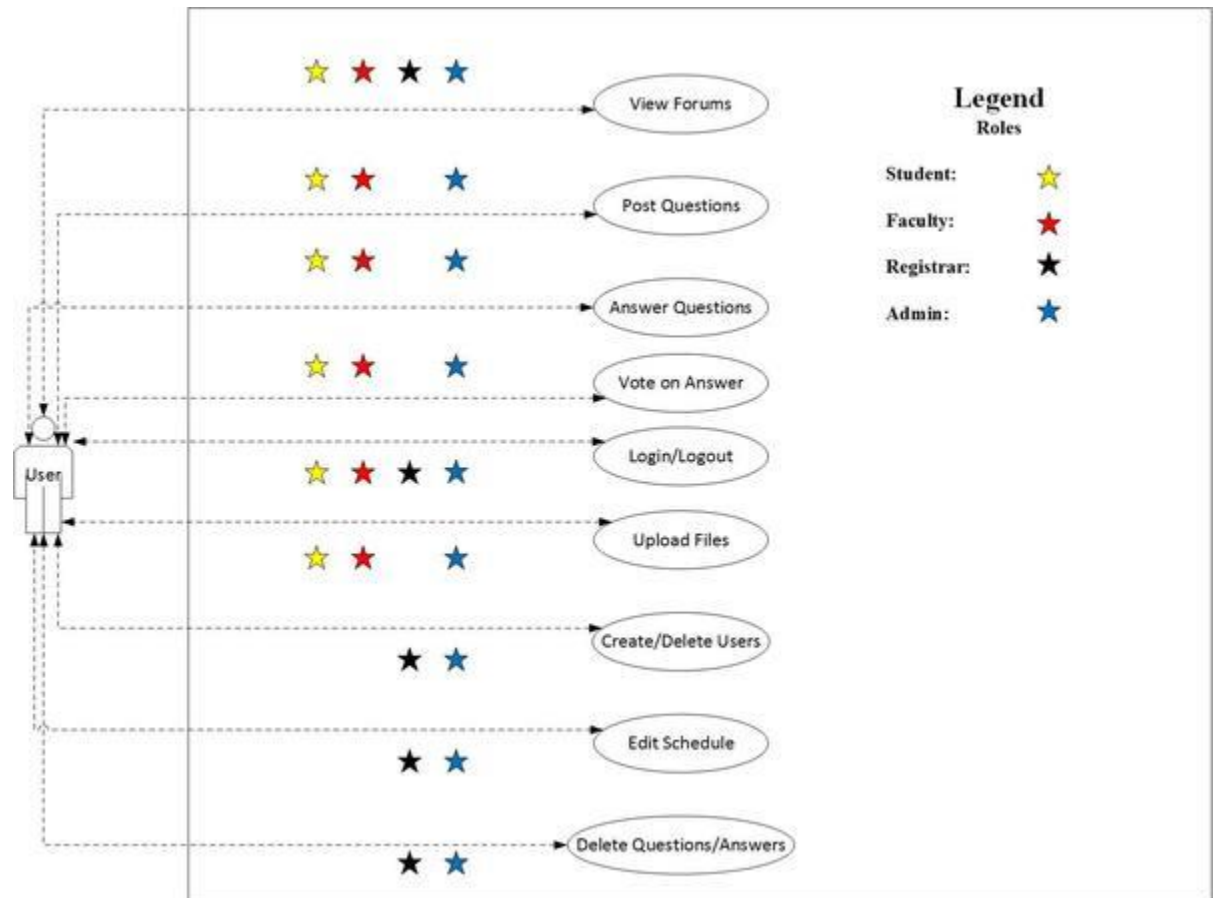 View Forums
Legend
Roles
Student:
Post Questions
Faculty:
Registrar:
Answer Questions
Admin:
Vote on Answer
Login/Logout
User
Upload Files
Create/Delete Users
Edit Schedule
Delete Questions/Answers